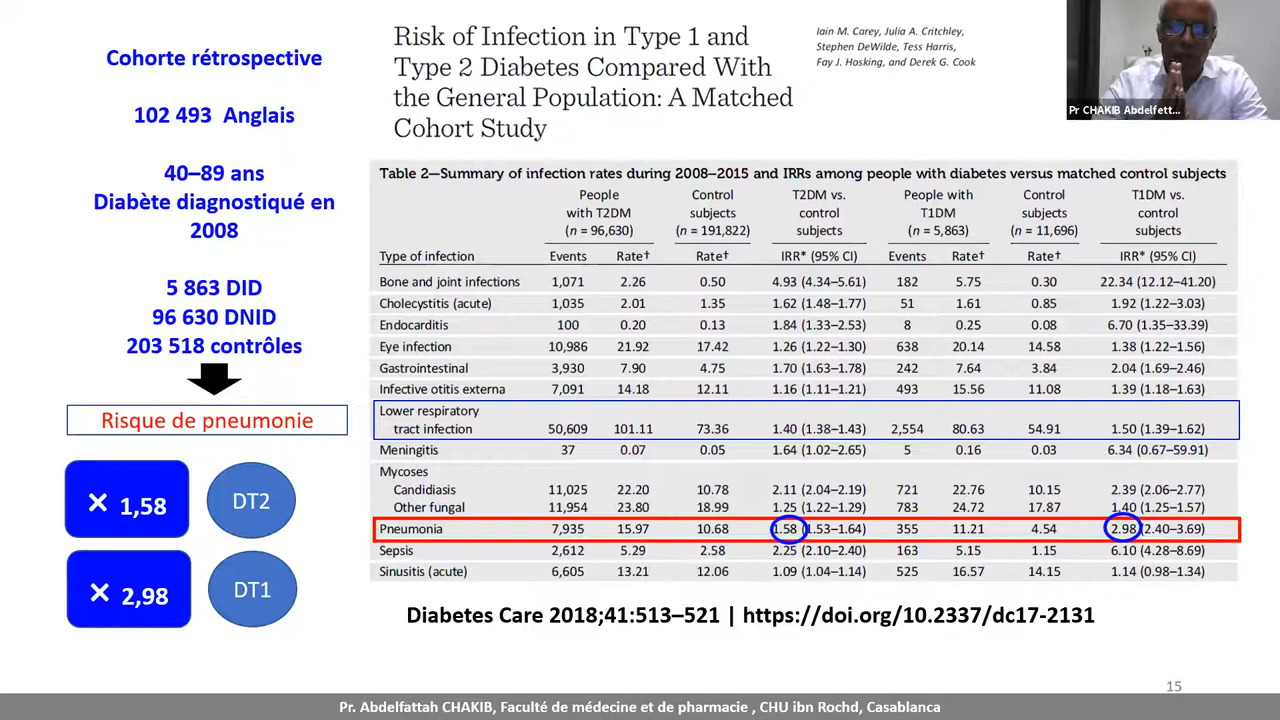 Cohorte rétrospective
102 493 Anglais
40–89 ans
Diabète diagnostiqué en
2008
5 863 DID
96 630 DNID
203 518 contrôles
Risque de pneumonie
× 1,58
DT2
× 2,98
DT1
Risk of Infection in Type 1 and
Type 2 Diabetes Compared With
the General Population: A Matched
Cohort Study
Iain M. Carey, Julia A. Critchley,
Stephen DeWilde, Tess Harris,
Fay J. Hosking, and Derek G. Cook
Pr CHAKIB Abdelfett...
Table 2—Summary of infection rates during 2008–2015 and IRRs among people with diabetes versus matched control subjects
People Control T2DM vs. People with Control T1DM vs.
with T2DM subjects control T1DM subjects control
(n = 96,630) (n = 191,822) subjects (n = 5,863) (n = 11,696) subjects
Type of infection Events Rate† Rate† IRR* (95% CI) Events Rate† Rate† IRR* (95% CI)
Bone and joint infections 1,071 2.26 0.50 4.93 (4.34–5.61) 182 5.75 0.30 22.34 (12.12–41.20)
Cholecystitis (acute) 1,035 2.01 1.35 1.62 (1.48–1.77) 51 1.61 0.85 1.92 (1.22–3.03)
Endocarditis 100 0.20 0.13 1.84 (1.33–2.53) 8 0.25 0.08 6.70 (1.35–33.39)
Eye infection 10,986 21.92 17.42 1.26 (1.22–1.30) 638 20.14 14.58 1.38 (1.22–1.56)
Gastrointestinal 3,930 7.90 4.75 1.70 (1.63–1.78) 242 7.64 3.84 2.04 (1.69–2.46)
Infective otitis externa 7,091 14.18 12.11 1.16 (1.11–1.21) 493 15.56 11.08 1.39 (1.18–1.63)
Lower respiratory
tract infection 50,609 101.11 73.36 1.40 (1.38–1.43) 2,554 80.63 54.91 1.50 (1.39–1.62)
Meningitis 37 0.07 0.05 1.64 (1.02–2.65) 5 0.16 0.03 6.34 (0.67–59.91)
Mycoses
Candidiasis 11,025 22.20 10.78 2.11 (2.04–2.19) 721 22.76 10.15 2.39 (2.06–2.77)
Other fungal 11,954 23.80 18.99 1.25 (1.22–1.29) 783 24.72 17.87 1.40 (1.25–1.57)
Pneumonia 7,935 15.97 10.68 1.58 (1.53–1.64) 355 11.21 4.54 2.98 (2.40–3.69)
Sepsis 2,612 5.29 2.58 2.25 (2.10–2.40) 163 5.15 1.15 6.10 (4.28–8.69)
Sinusitis (acute) 6,605 13.21 12.06 1.09 (1.04–1.14) 525 16.57 14.15 1.14 (0.98–1.34)
Diabetes Care 2018;41:513–521 | https://doi.org/10.2337/dc17-2131
15
Pr. Abdelfattah CHAKIB, Faculté de médecine et de pharmacie , CHU ibn Rochd, Casablanca